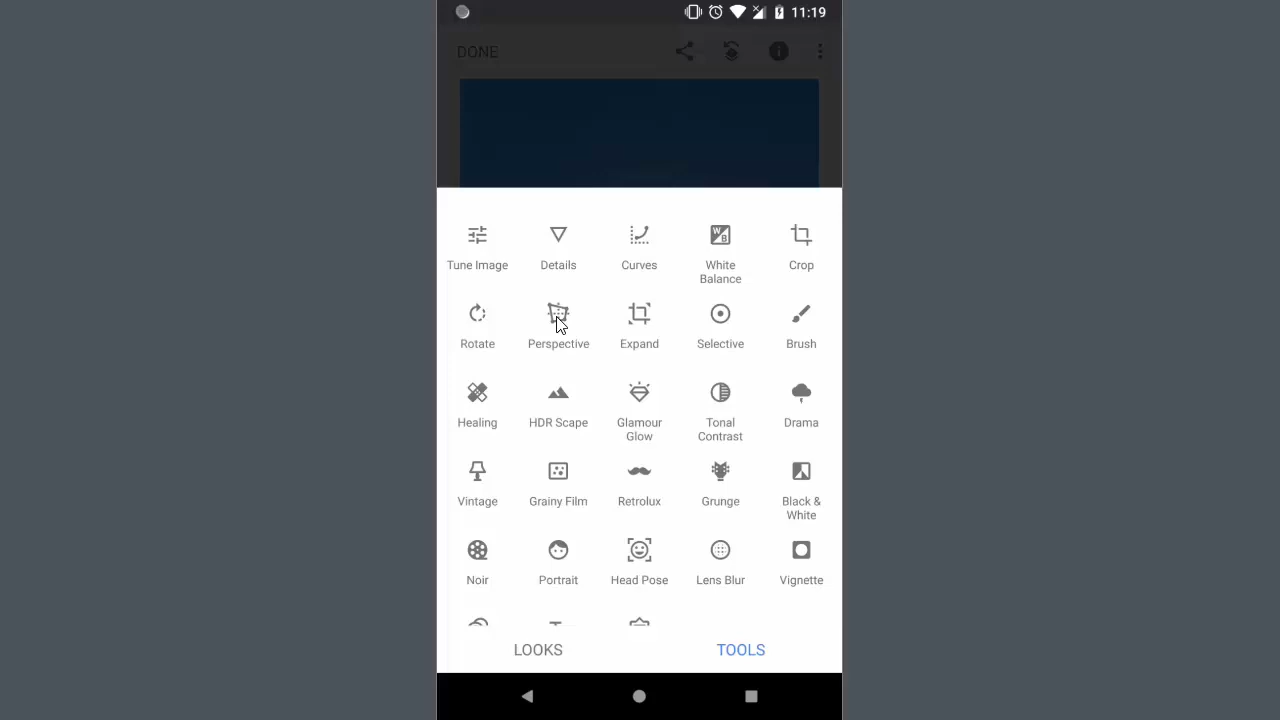 11:19
DONE
Tune Image
Details
Curves
White
Balance
Crop
Rotate
Perspective
Expand
Selective
Brush
Healing
HDR Scape
Glamour
Glow
Tonal
Contrast
Drama
Vintage
Grainy Film
Retrolux
Grunge
Black &
White
Noir
Portrait
Head Pose
Lens Blur
Vignette
LOOKS
TOOLS